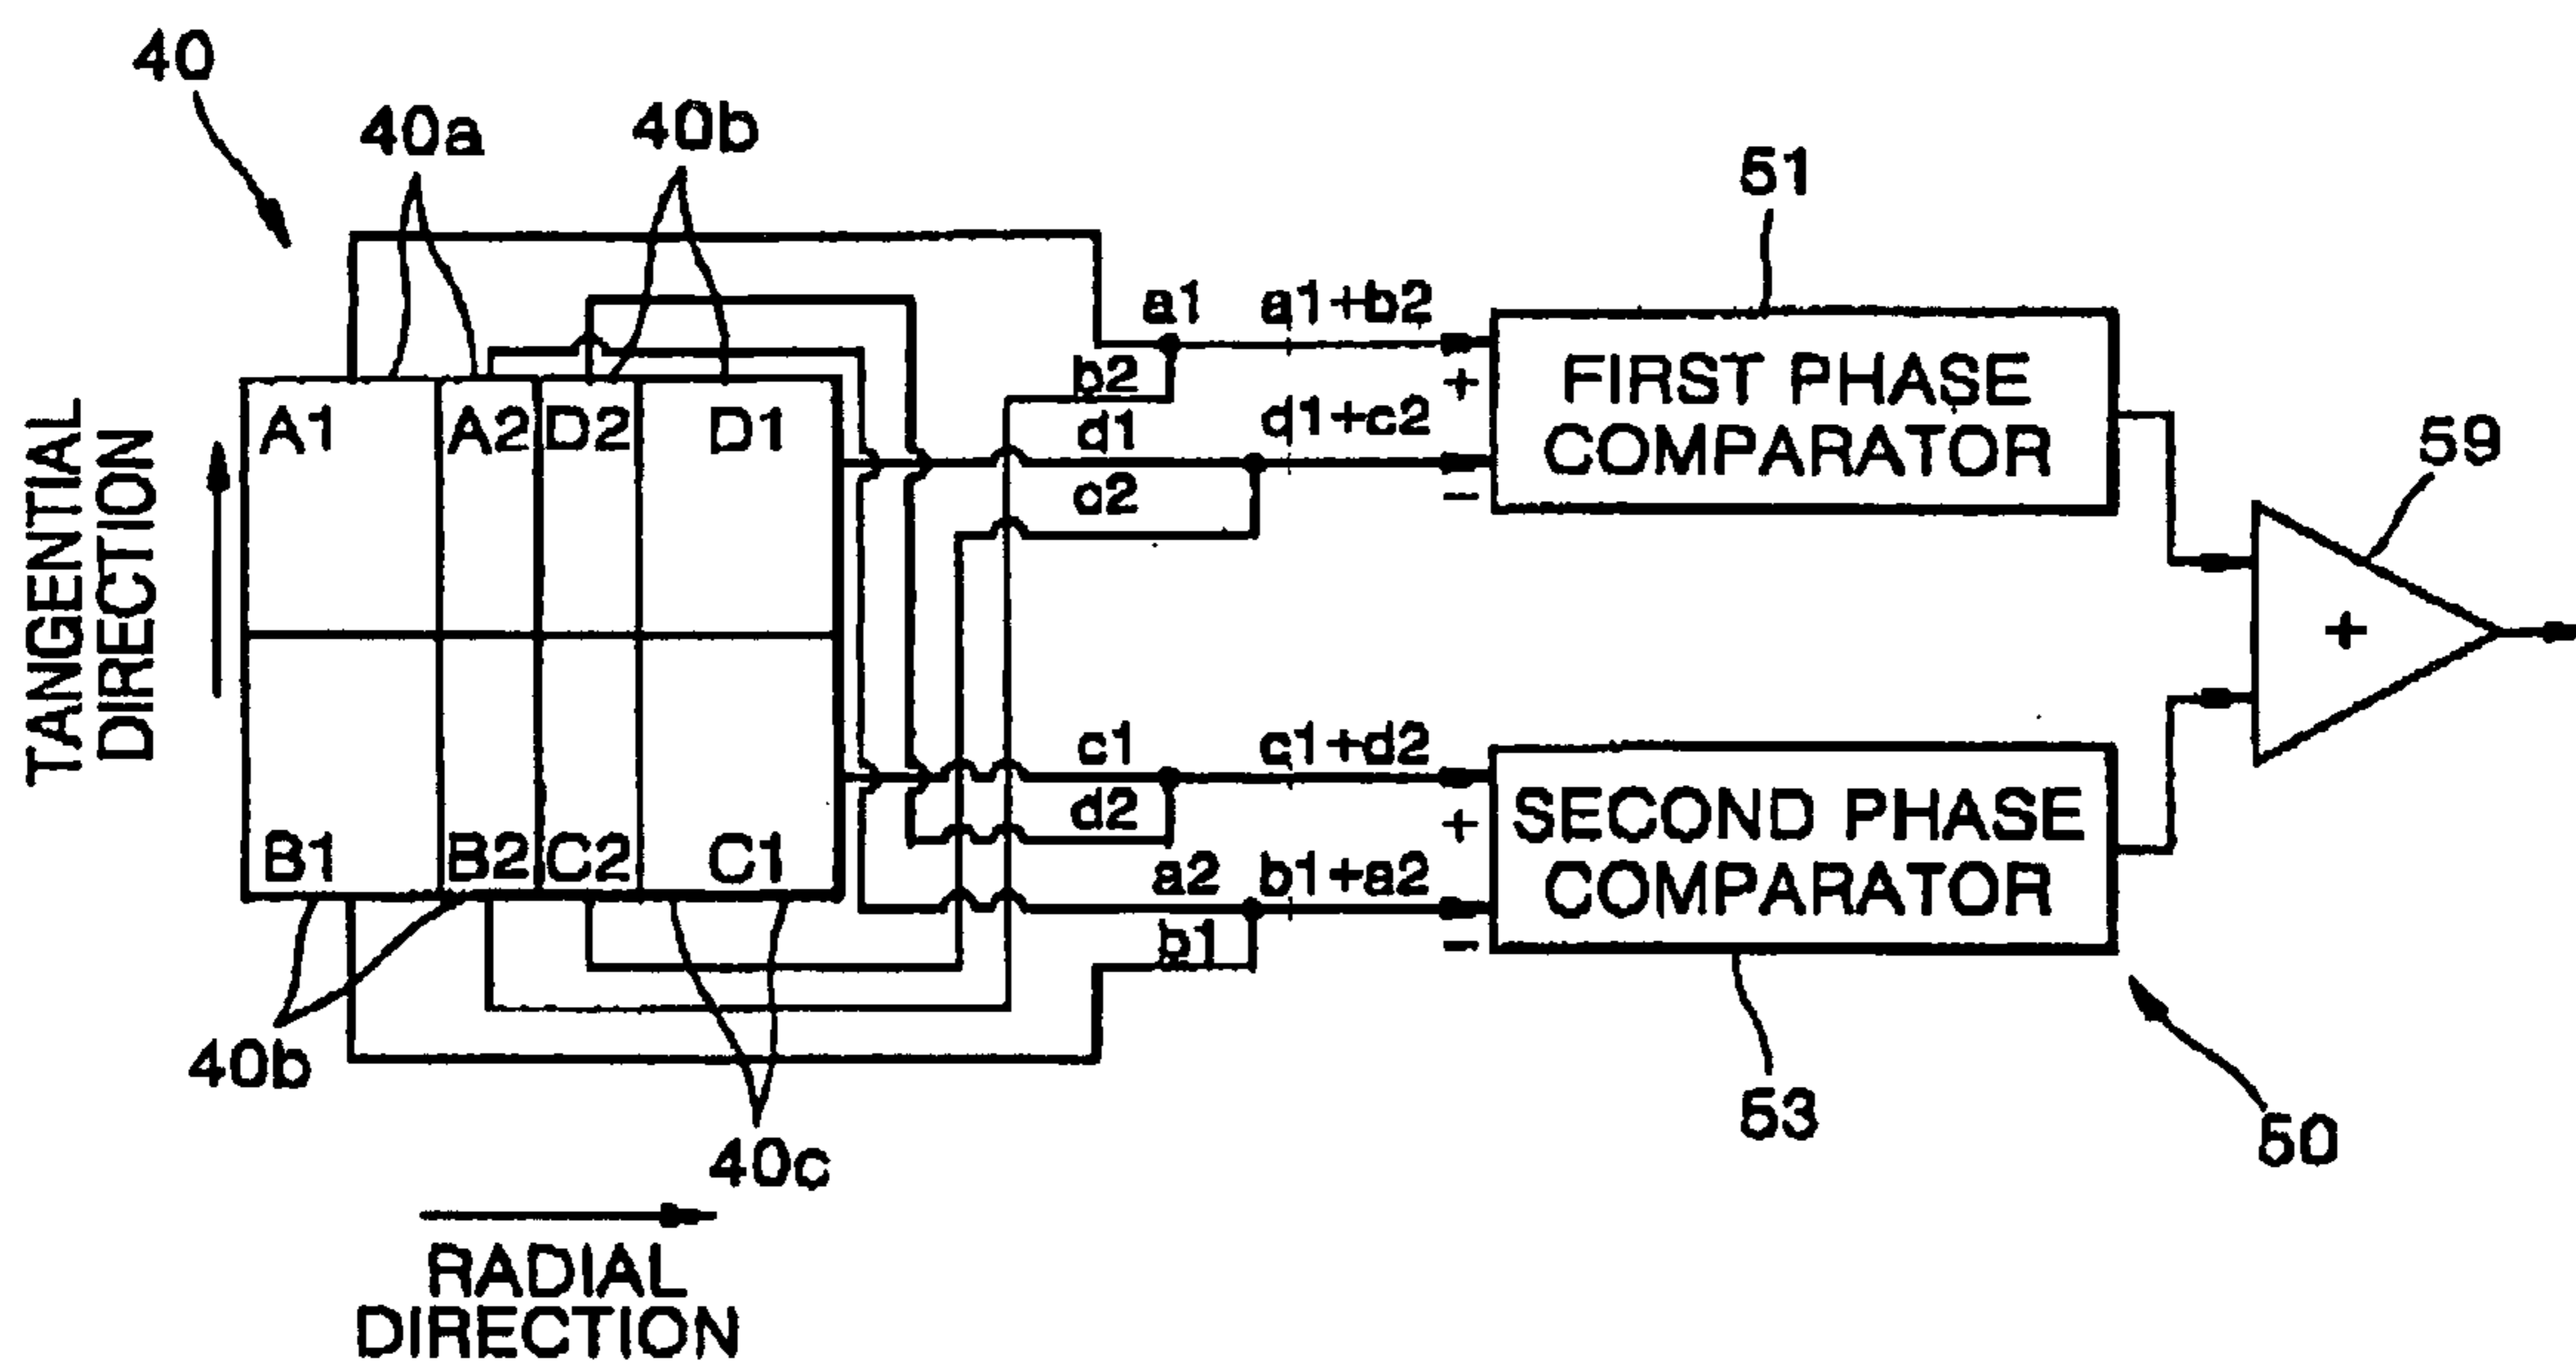 40
40a
40b
51
a1
a1+b2
b2
+
FIRST PHASE
COMPARATOR
A1
A2
D2
D1
d1
d1+c2
c2
−
59
TANGENTIAL
DIRECTION
+
c1
c1+d2
d2
+
SECOND PHASE
COMPARATOR
B1
B2
C2
C1
a2
b1+a2
b1
−
40b
40c
53
50
RADIAL
DIRECTION